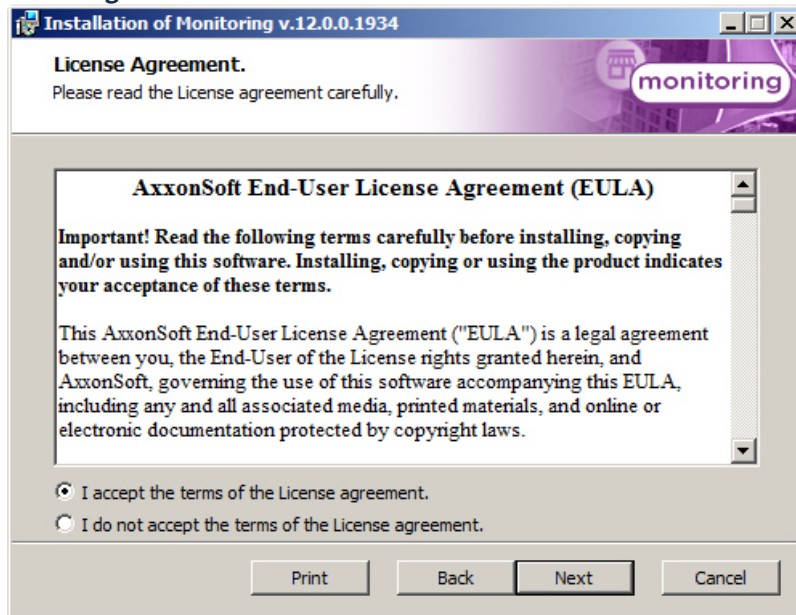 Installation of Monitoring v.12.0.0.1934
License Agreement.
Please read the License agreement carefully.
monitoring
AxxonSoft End-User License Agreement (EULA)
Important! Read the following terms carefully before installing, copying
and/or using this software. Installing, copying or using the product indicates
your acceptance of these terms.
This AxxonSoft End-User License Agreement ("EULA") is a legal agreement
between you, the End-User of the License rights granted herein, and
AxxonSoft, governing the use of this software accompanying this EULA,
including any and all associated media, printed materials, and online or
electronic documentation protected by copyright laws.
I accept the terms of the License agreement.
I do not accept the terms of the License agreement.
Print Back Next Cancel